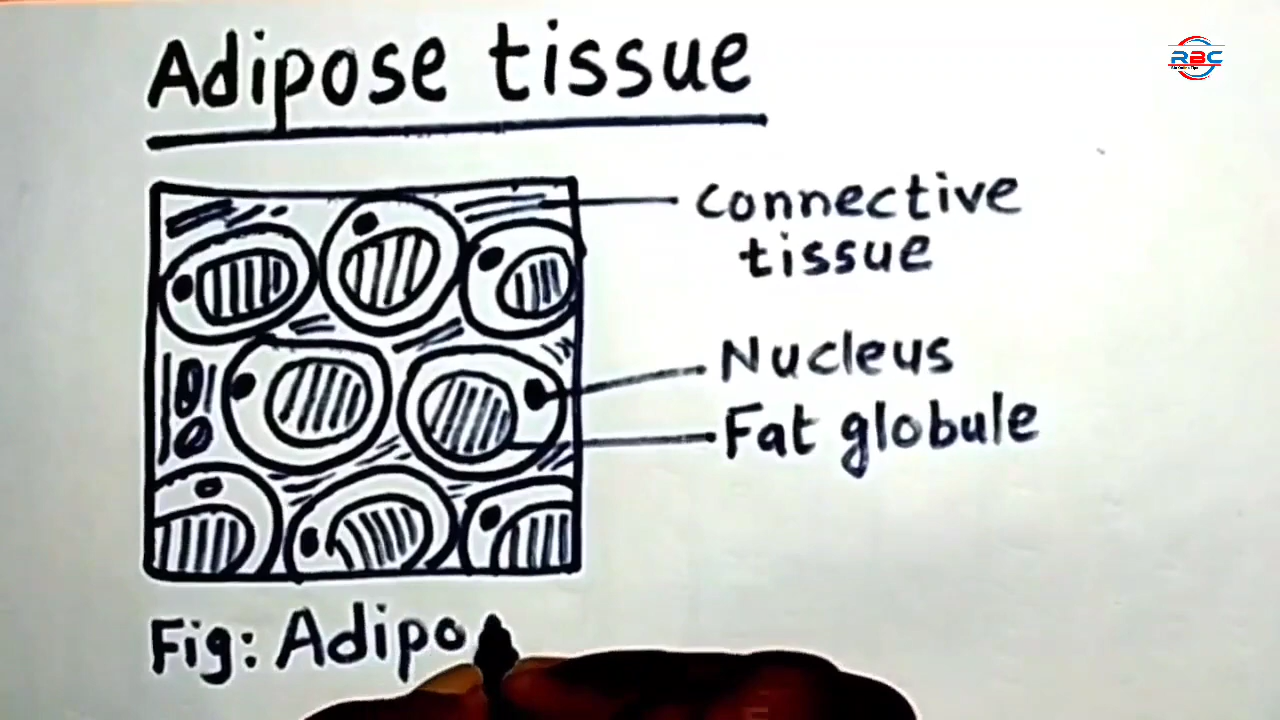 Adipose tissue
RBC
Connective
tissue
Nucleus
Fat globule
Fig: Adipo